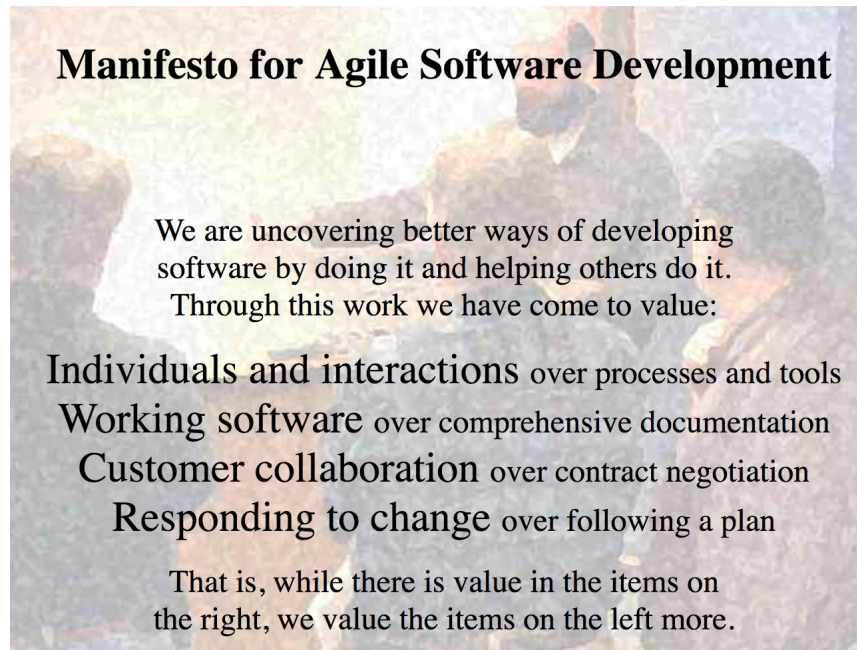 Manifesto for Agile Software Development
We are uncovering better ways of developing
software by doing it and helping others do it.
Through this work we have come to value:
Individuals and interactions over processes and tools
Working software over comprehensive documentation
Customer collaboration over contract negotiation
Responding to change over following a plan
That is, while there is value in the items on
the right, we value the items on the left more.